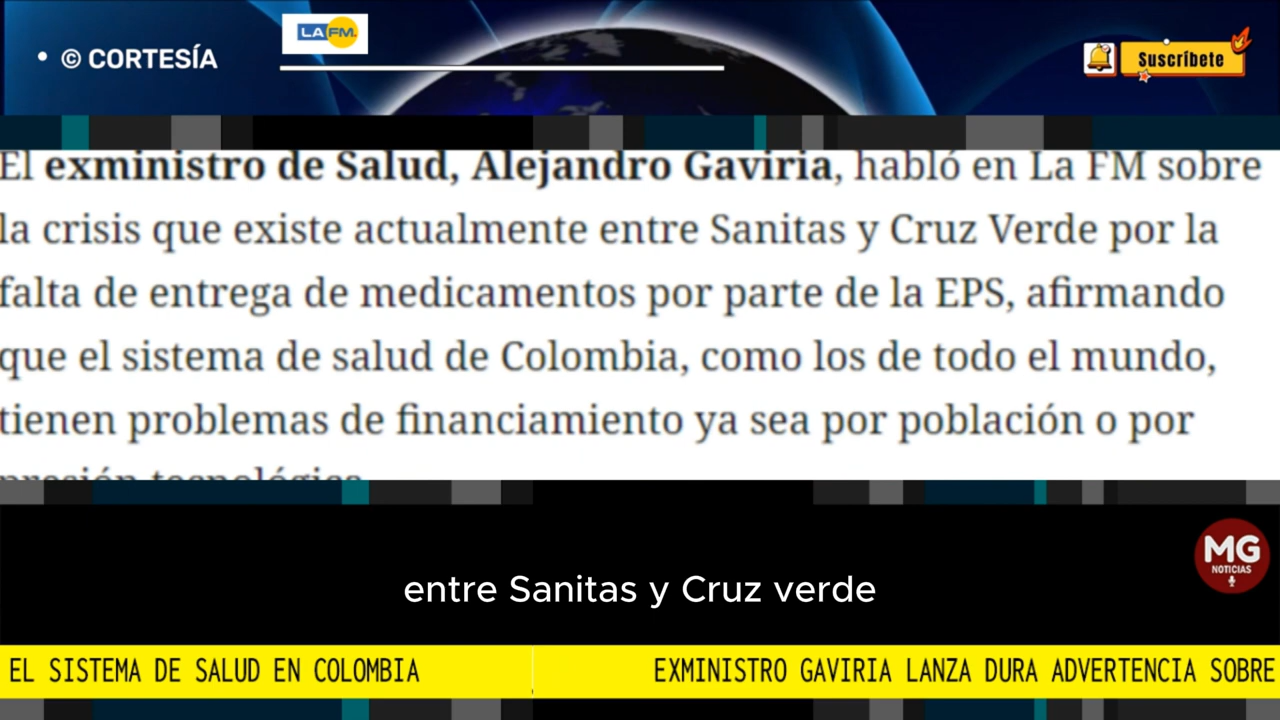 © CORTESÍA
LA FM.
Suscríbete
El exministro de Salud, Alejandro Gaviria, habló en La FM sobre
la crisis que existe actualmente entre Sanitas y Cruz Verde por la
falta de entrega de medicamentos por parte de la EPS, afirmando
que el sistema de salud de Colombia, como los de todo el mundo,
tienen problemas de financiamiento ya sea por población o por
presión tecnológica
MG
NOTICIAS
entre Sanitas y Cruz verde
EL SISTEMA DE SALUD EN COLOMBIA EXMINISTRO GAVIRIA LANZA DURA ADVERTENCIA SOBRE